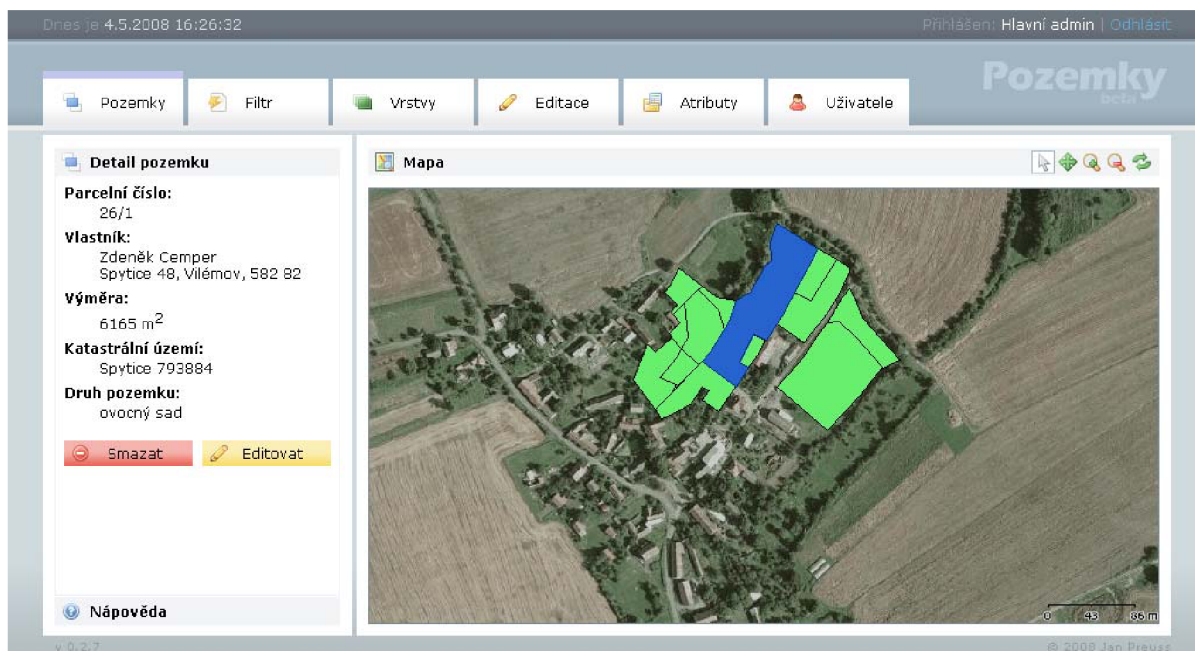 Dnes je 4.5.2008 16:26:32
Přihlášen: Hlavní admin | Odhlásit
Pozemky
beta
Pozemky
Filtr
Vrstvy
Editace
Atributy
Uživatele
Detail pozemku
Parcelní číslo:
26/1
Vlastník:
Zdeněk Cemper
Spytice 48, Vilémov, 582 82
Výměra:
6165 m2
Katastrální území:
Spytice 793884
Druh pozemku:
ovocný sad
Smazat
Editovat
Nápověda
Mapa
0 43 86 m
v 0.2.7
© 2008 Jan Preuss